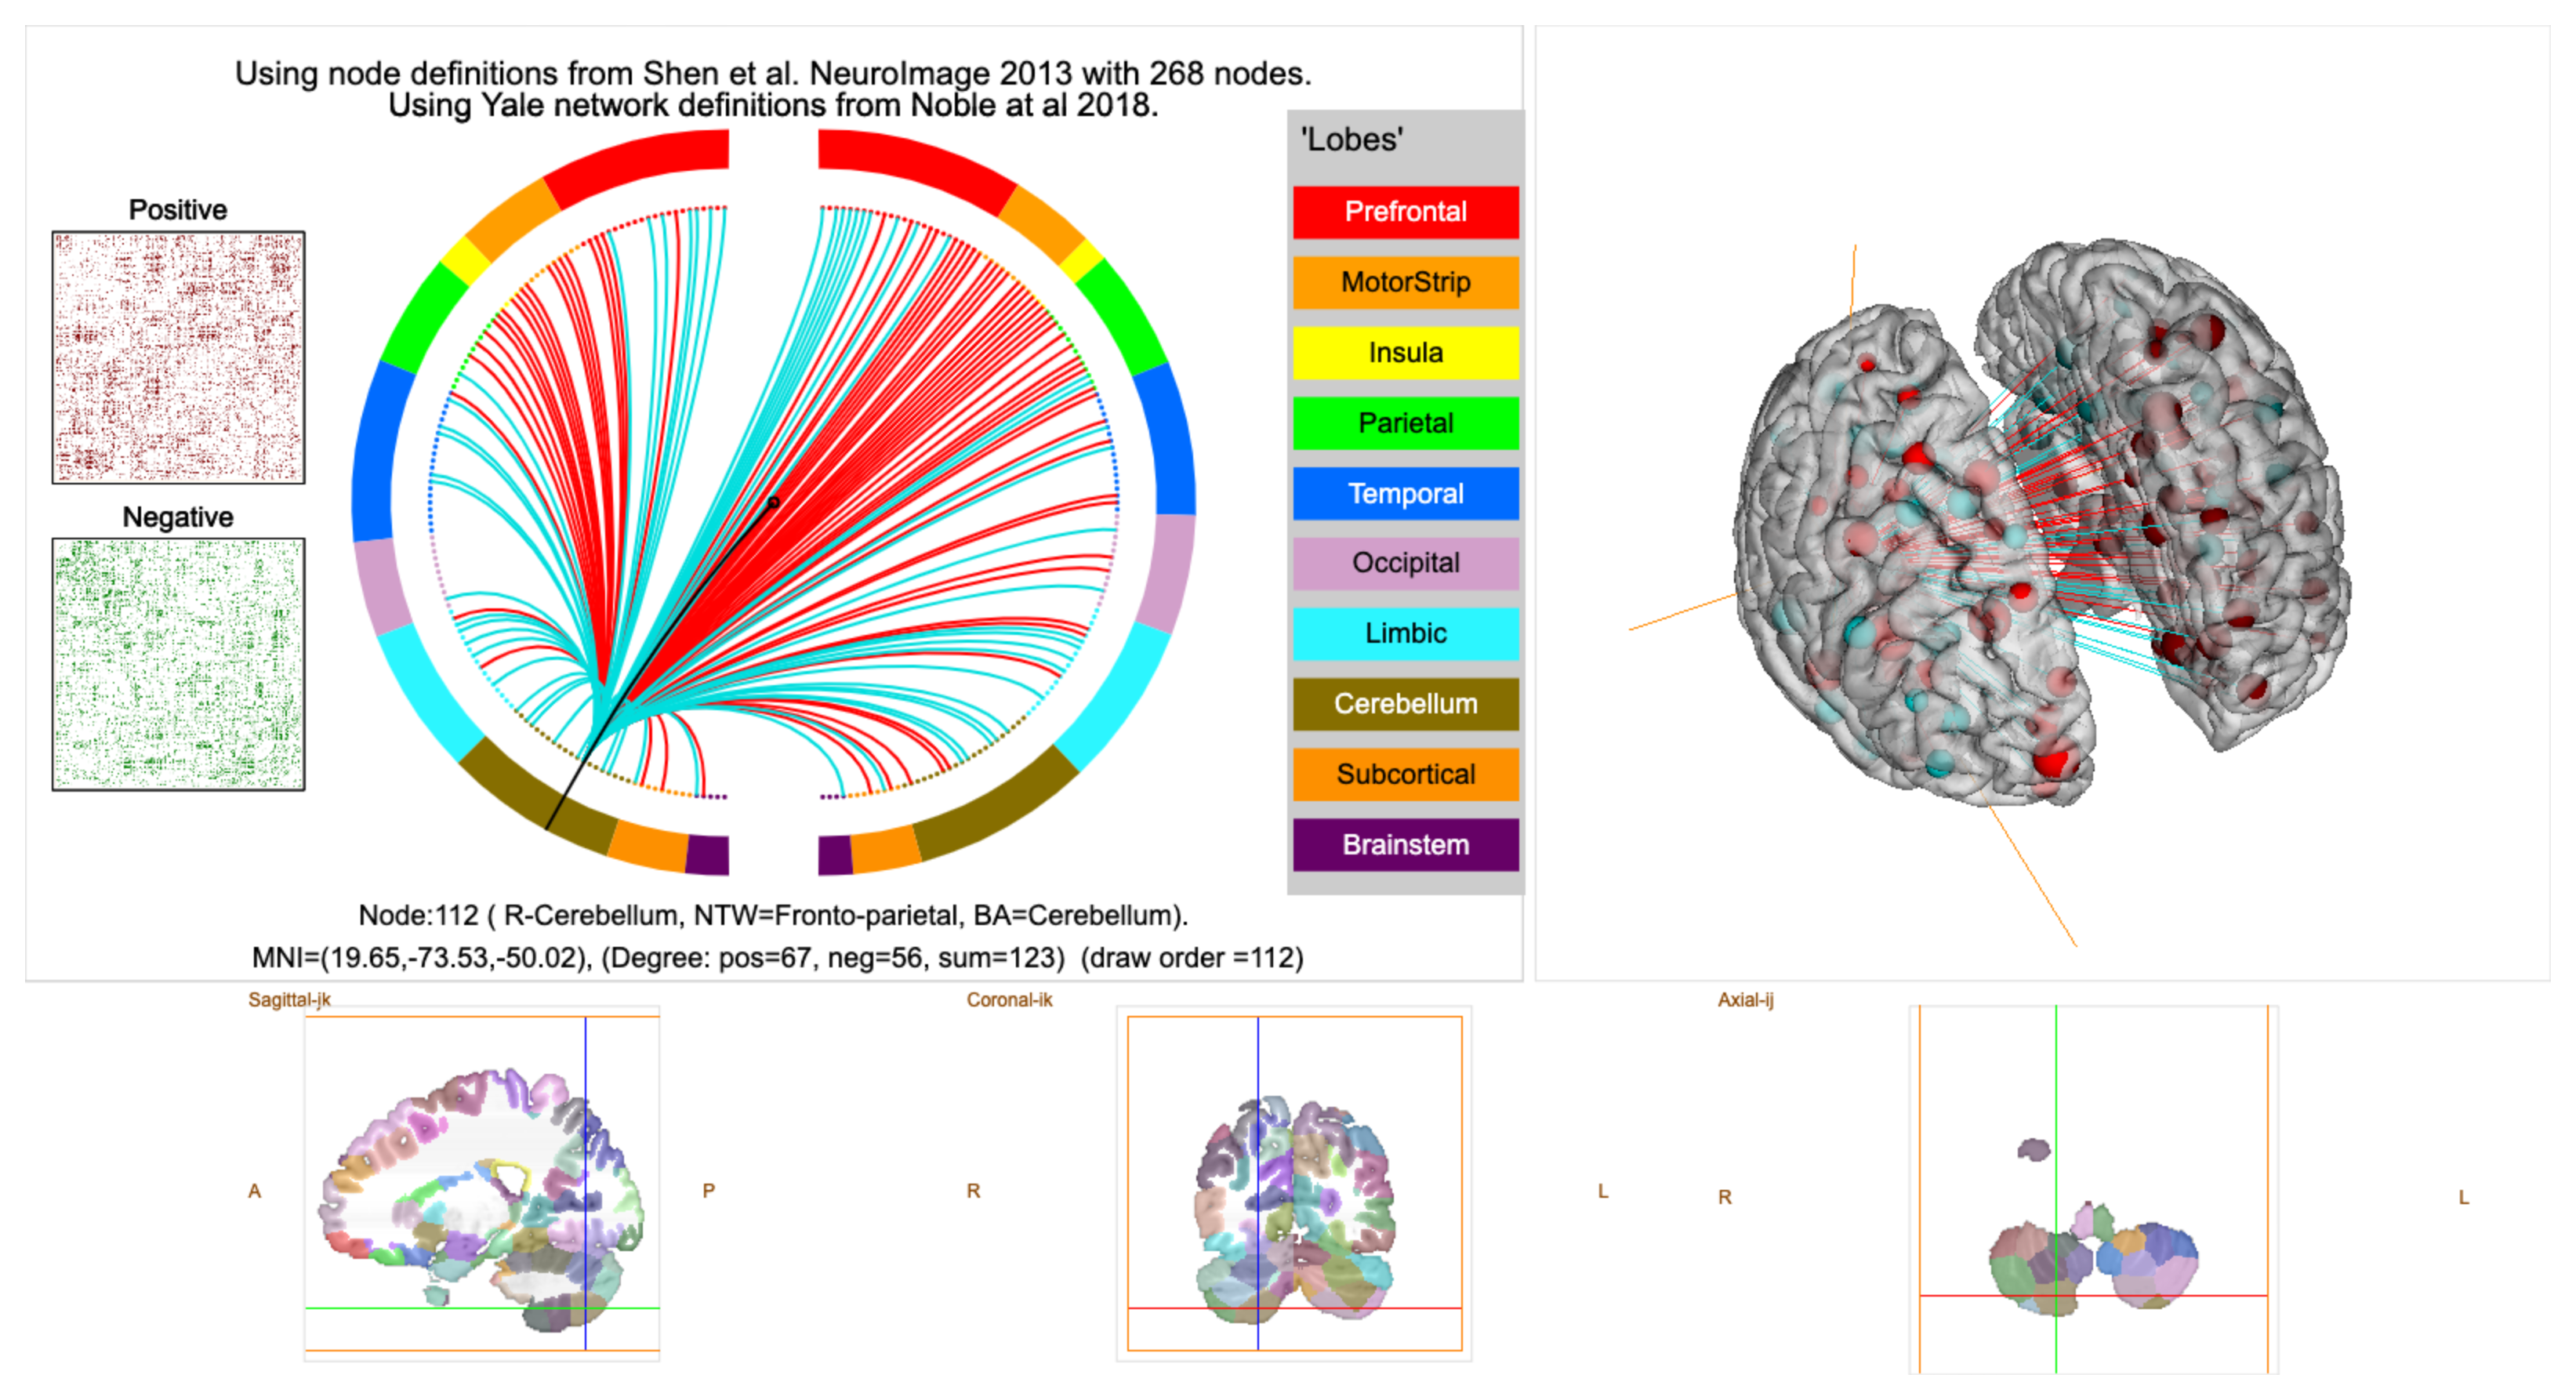 Using node definitions from Shen et al. NeuroImage 2013 with 268 nodes.
Using Yale network definitions from Noble at al 2018.
'Lobes'
Positive
Negative
Prefrontal
MotorStrip
Insula
Parietal
Temporal
Occipital
Limbic
Cerebellum
Subcortical
Brainstem
Node:112 ( R-Cerebellum, NTW=Fronto-parietal, BA=Cerebellum).
MNI=(19.65,-73.53,-50.02), (Degree: pos=67, neg=56, sum=123) (draw order =112)
Sagittal-jk
Coronal-ik
Axial-ij
A
P
R
L
R
L